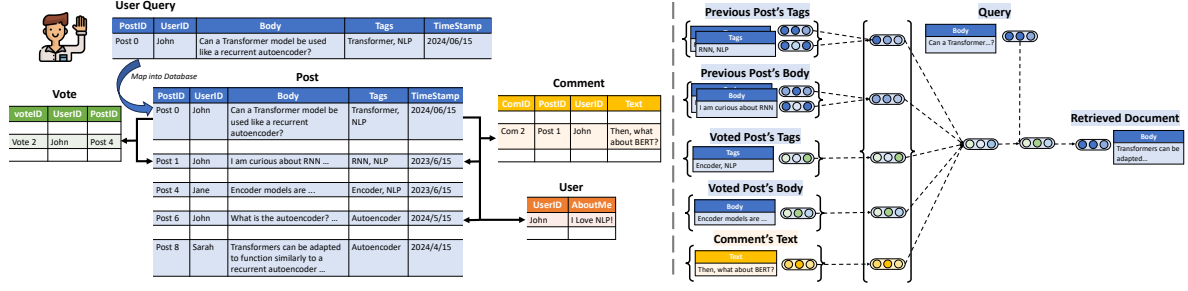 User Query
PostID UserID Body Tags TimeStamp
Post 0 John Can a Transformer model be used Transformer, NLP 2024/06/15
like a recurrent autoencoder?
Map into Database
Vote
voteID UserID PostID
Vote 2 John Post 4
Post
PostID UserID Body Tags TimeStamp
Post 0 John Can a Transformer model be Transformer, 2024/06/15
used like a recurrent NLP
autoencoder?
Post 1 John I am curious about RNN ... RNN, NLP 2023/6/15
Post 4 Jane Encoder models are ... Encoder, NLP 2023/6/15
Post 6 John What is the autoencoder? ... Autoencoder 2024/5/15
Post 8 Sarah Transformers can be adapted Autoencoder 2024/4/15
to function similarly to a
recurrent autoencoder ...
Comment
ComID PostID UserID Text
Com 2 Post 1 John Then, what
about BERT?
User
UserID AboutMe
John I Love NLP!
Previous Post's Tags
Tags
RNN, NLP
Previous Post's Body
Body
I am curious about RNN
Voted Post's Tags
Tags
Encoder, NLP
Voted Post's Body
Body
Encoder models are ...
Comment's Text
Text
Then, what about BERT?
Query
Body
Can a Transformer...?
Retrieved Document
Body
Transformers can be
adapted...